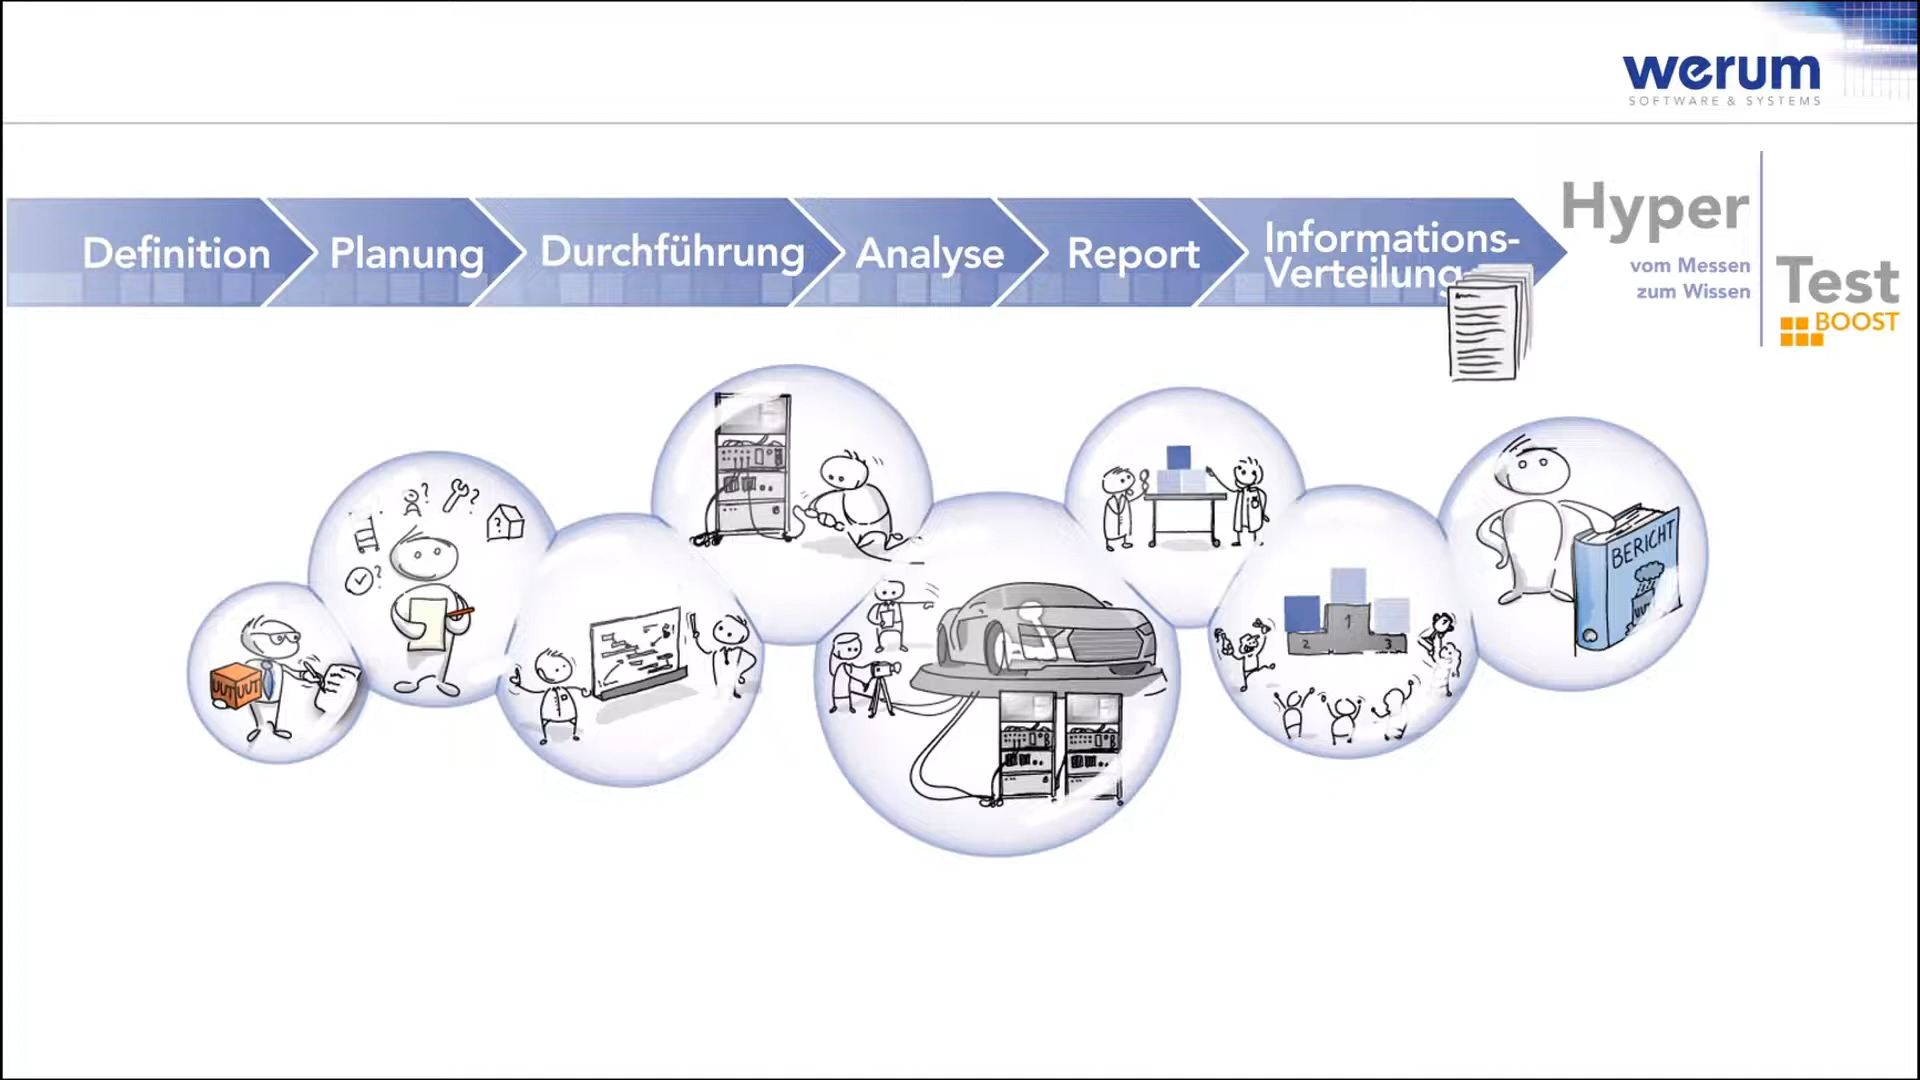 werum
SOFTWARE & SYSTEMS
Definition
Planung
Durchführung
Analyse
Report
Informations-
Verteilung
Hyper
vom Messen
zum Wissen
Test
BOOST
? ? ?
?
?
UUT UUT
2 1 3
BERICHT
UUT